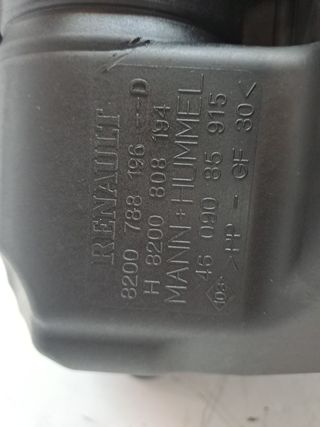 RENAULT
8200 788 196 --- D
H 8200 808 194
MANN+HUMMEL
46 090 85 915
>PP - GF 30<